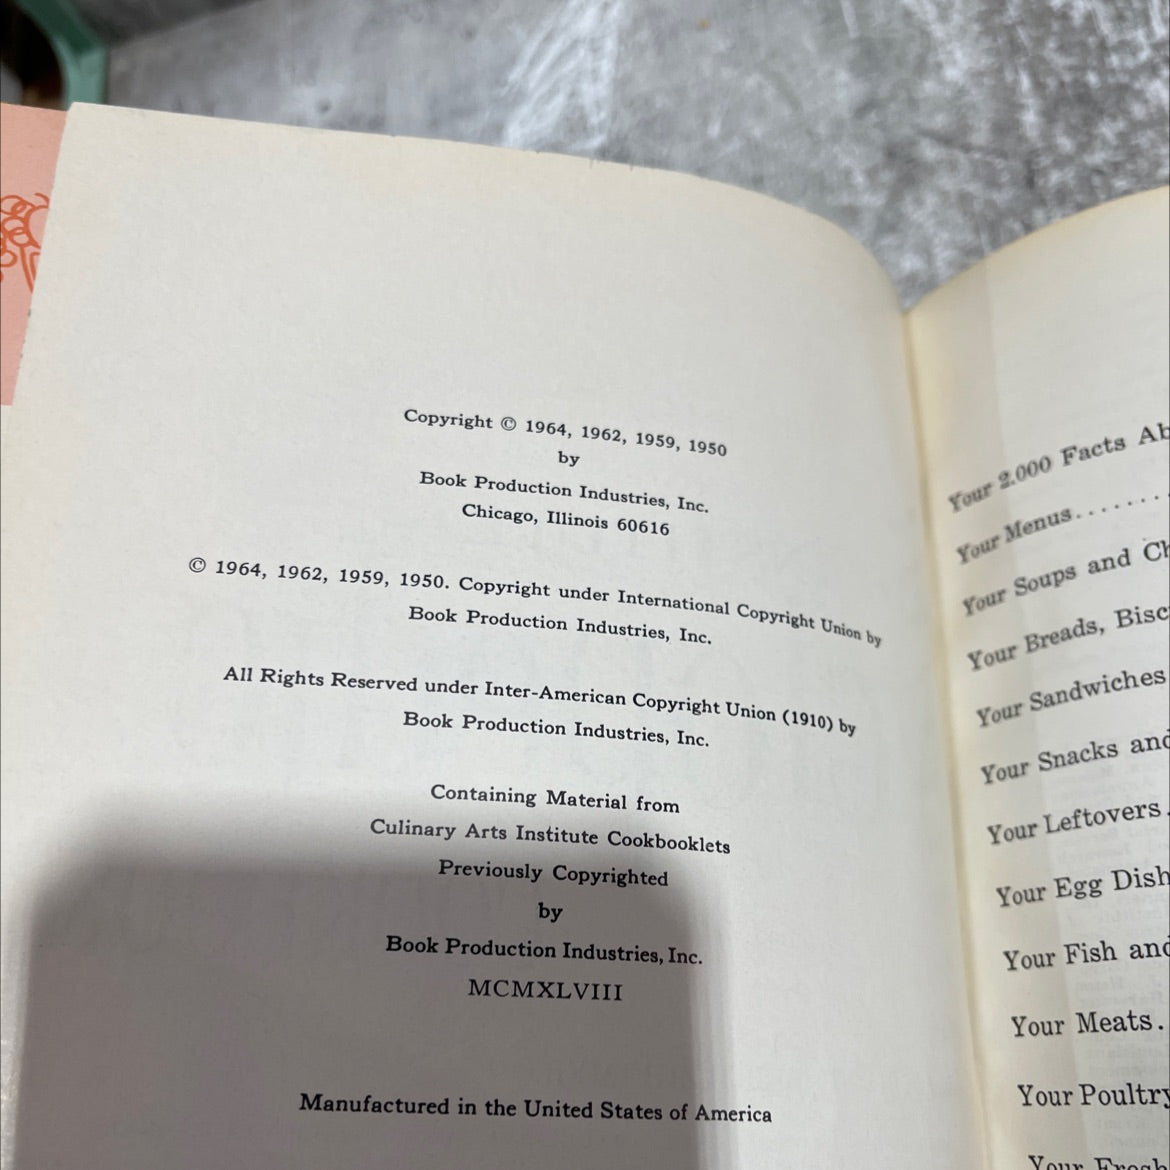 Copyright © 1964, 1962, 1959, 1950
by
Book Production Industries, Inc.
Chicago, Illinois 60616
© 1964, 1962, 1959, 1950. Copyright under International Copyright Union by
Book Production Industries, Inc.
All Rights Reserved under Inter-American Copyright Union (1910) by
Book Production Industries, Inc.
Containing Material from
Culinary Arts Institute Cookbooklets
Previously Copyrighted
by
Book Production Industries, Inc.
MCMXLVIII
Manufactured in the United States of America
Your 2,000 Facts
Your Menus.......
Your Soups and
Your Breads,
Your Sandwiches
Your Snacks and
Your Leftovers.
Your Egg
Your Fish and
Your Meats.
Your Poultry
Your